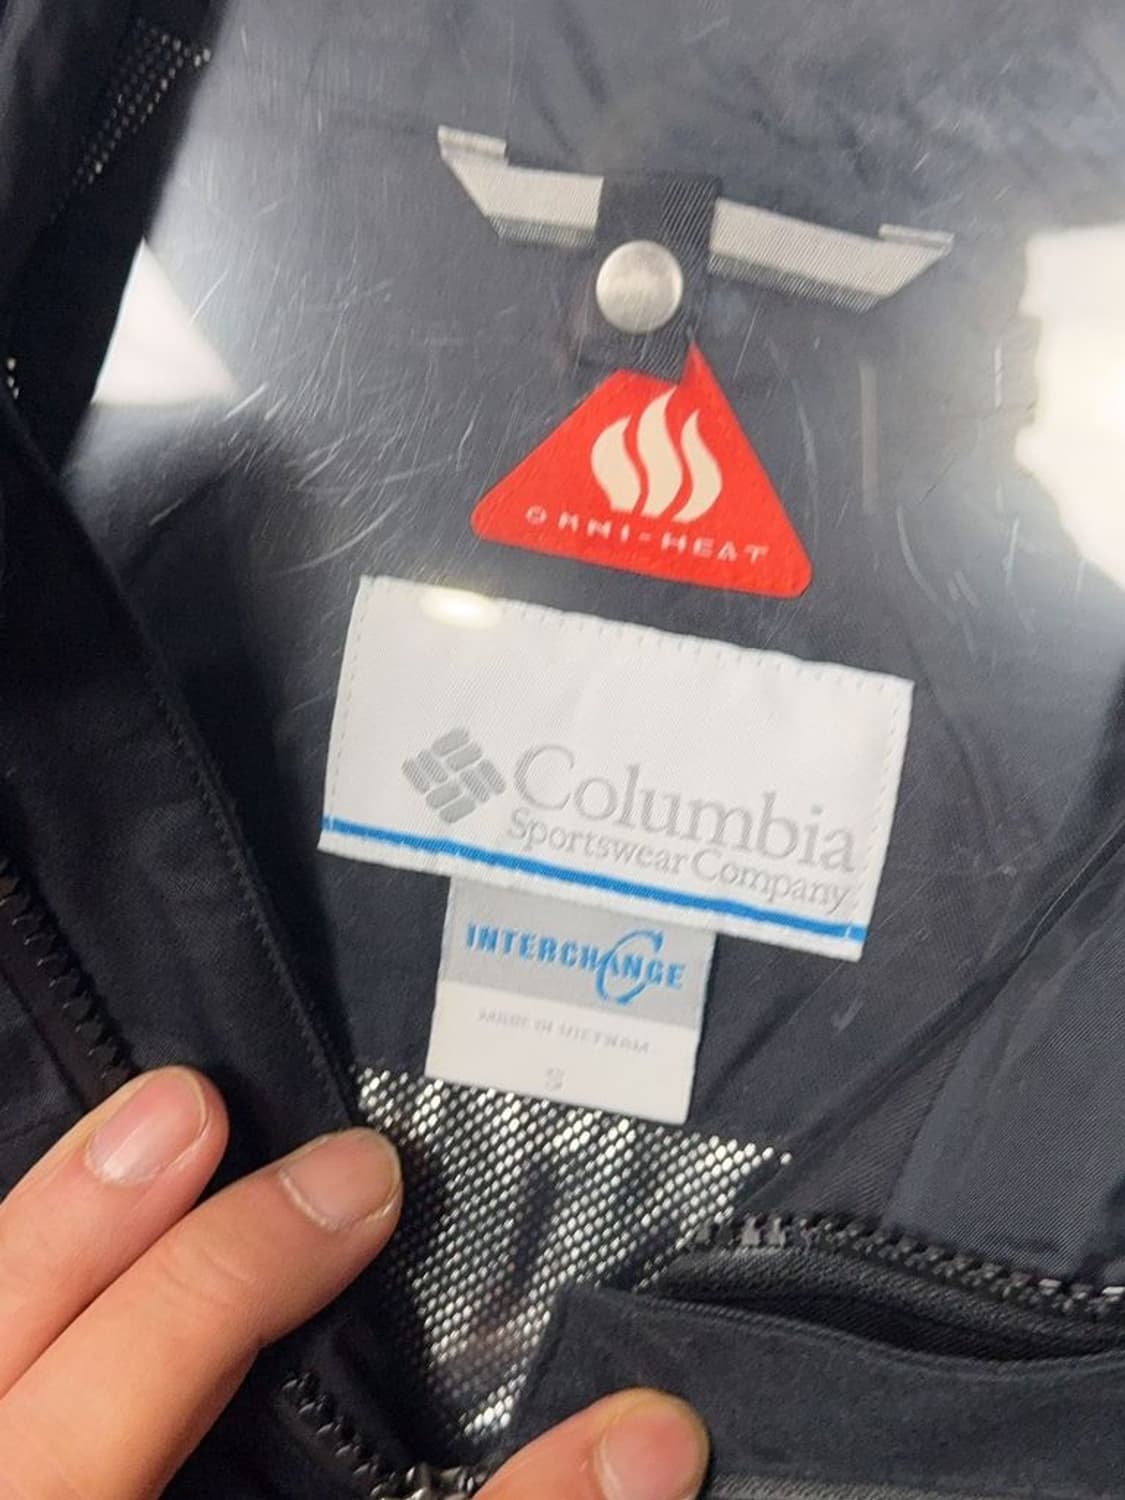 OMNI-HEAT
Columbia
Sportswear Company
INTERCHANGE
MADE IN VIETNAM
S